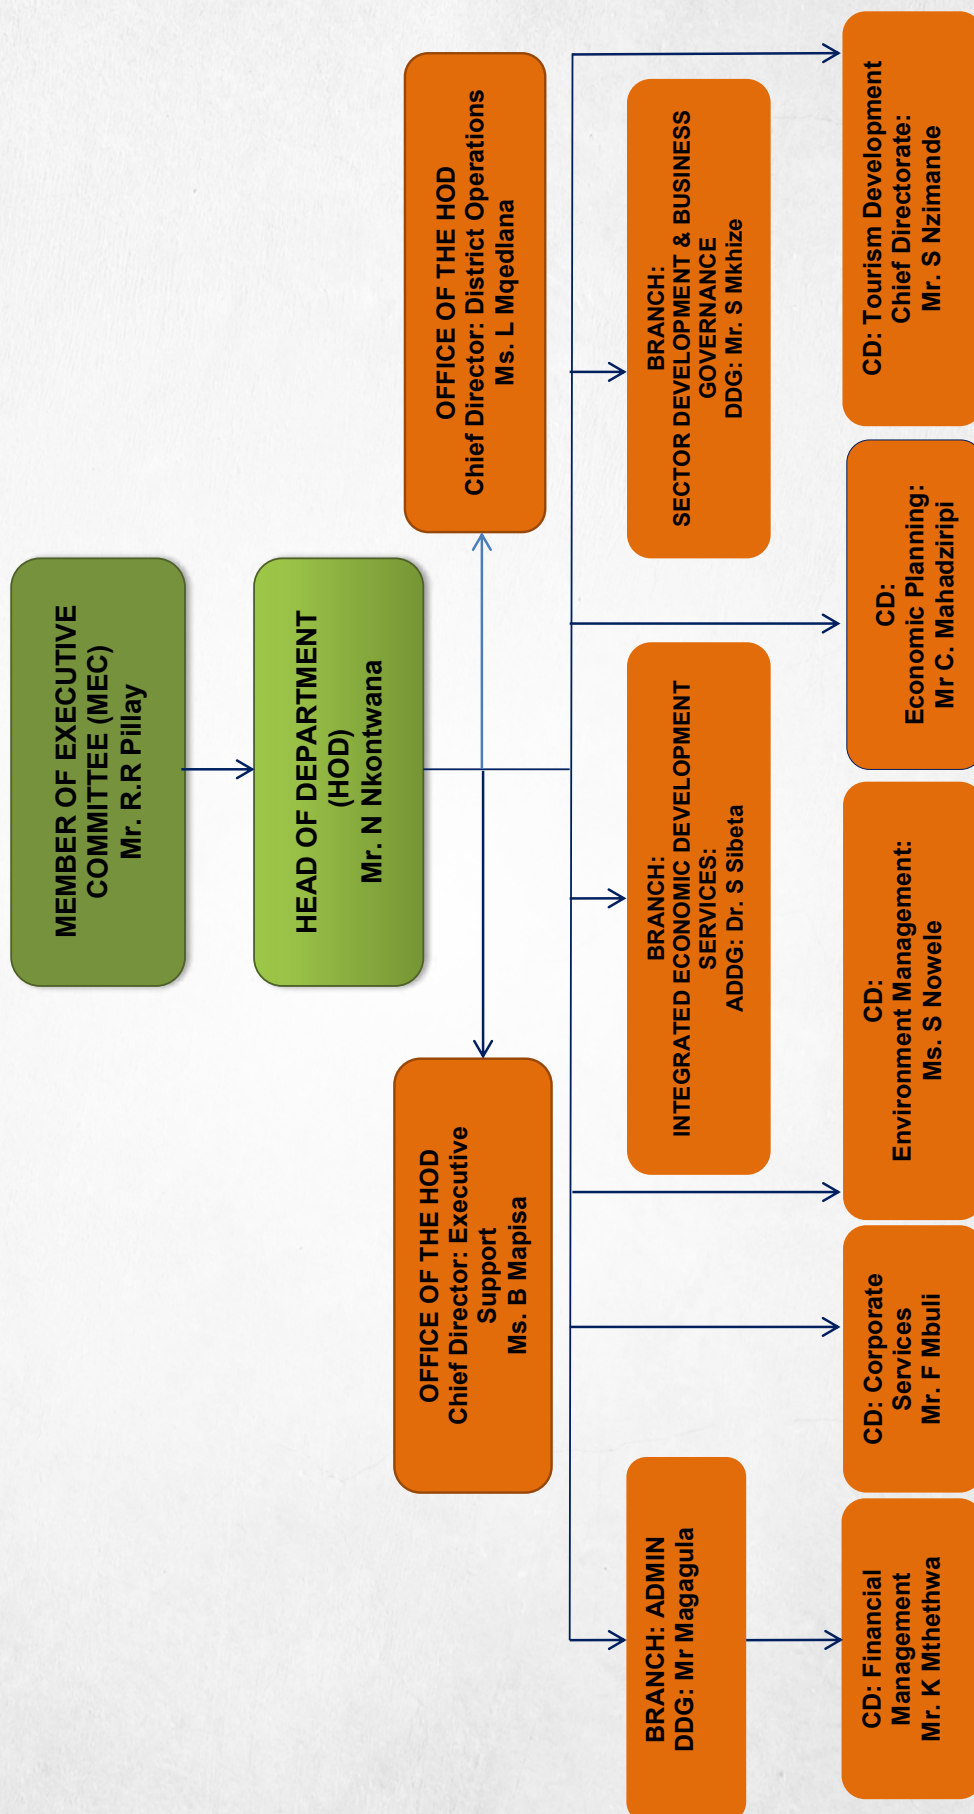 MEMBER OF EXECUTIVE
COMMITTEE (MEC)
Mr. R.R Pillay
HEAD OF DEPARTMENT
(HOD)
Mr. N Nkontwana
OFFICE OF THE HOD
Chief Director: Executive
Support
Ms. B Mapisa
OFFICE OF THE HOD
Chief Director: District Operations
Ms. L Mqedlana
BRANCH: ADMIN
DDG: Mr Magagula
BRANCH:
INTEGRATED ECONOMIC DEVELOPMENT
SERVICES:
ADDG: Dr. S Sibeta
BRANCH:
SECTOR DEVELOPMENT & BUSINESS
GOVERNANCE
DDG: Mr. S Mkhize
CD: Financial
Management
Mr. K Mthethwa
CD: Corporate
Services
Mr. F Mbuli
CD:
Environment Management:
Ms. S Nowele
CD:
Economic Planning:
Mr C. Mahadziripi
CD: Tourism Development
Chief Directorate:
Mr. S Nzimande